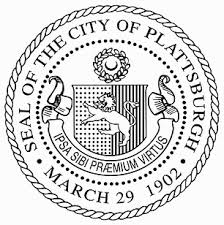 SEAL OF THE CITY OF PLATTSBURGH
IPSA SIBI PRÆMIUM VIRTUS
• MARCH 29 1902 •